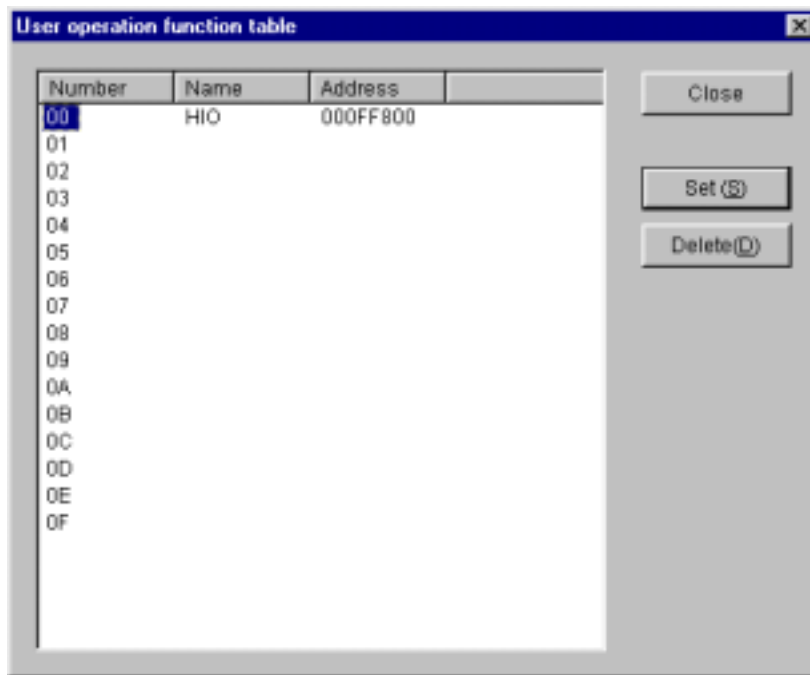 User operation function table
Number Name Address
00 HIO 000FF800
01
02
03
04
05
06
07
08
09
0A
0B
0C
0D
0E
0F
Close
Set (S)
Delete(D)